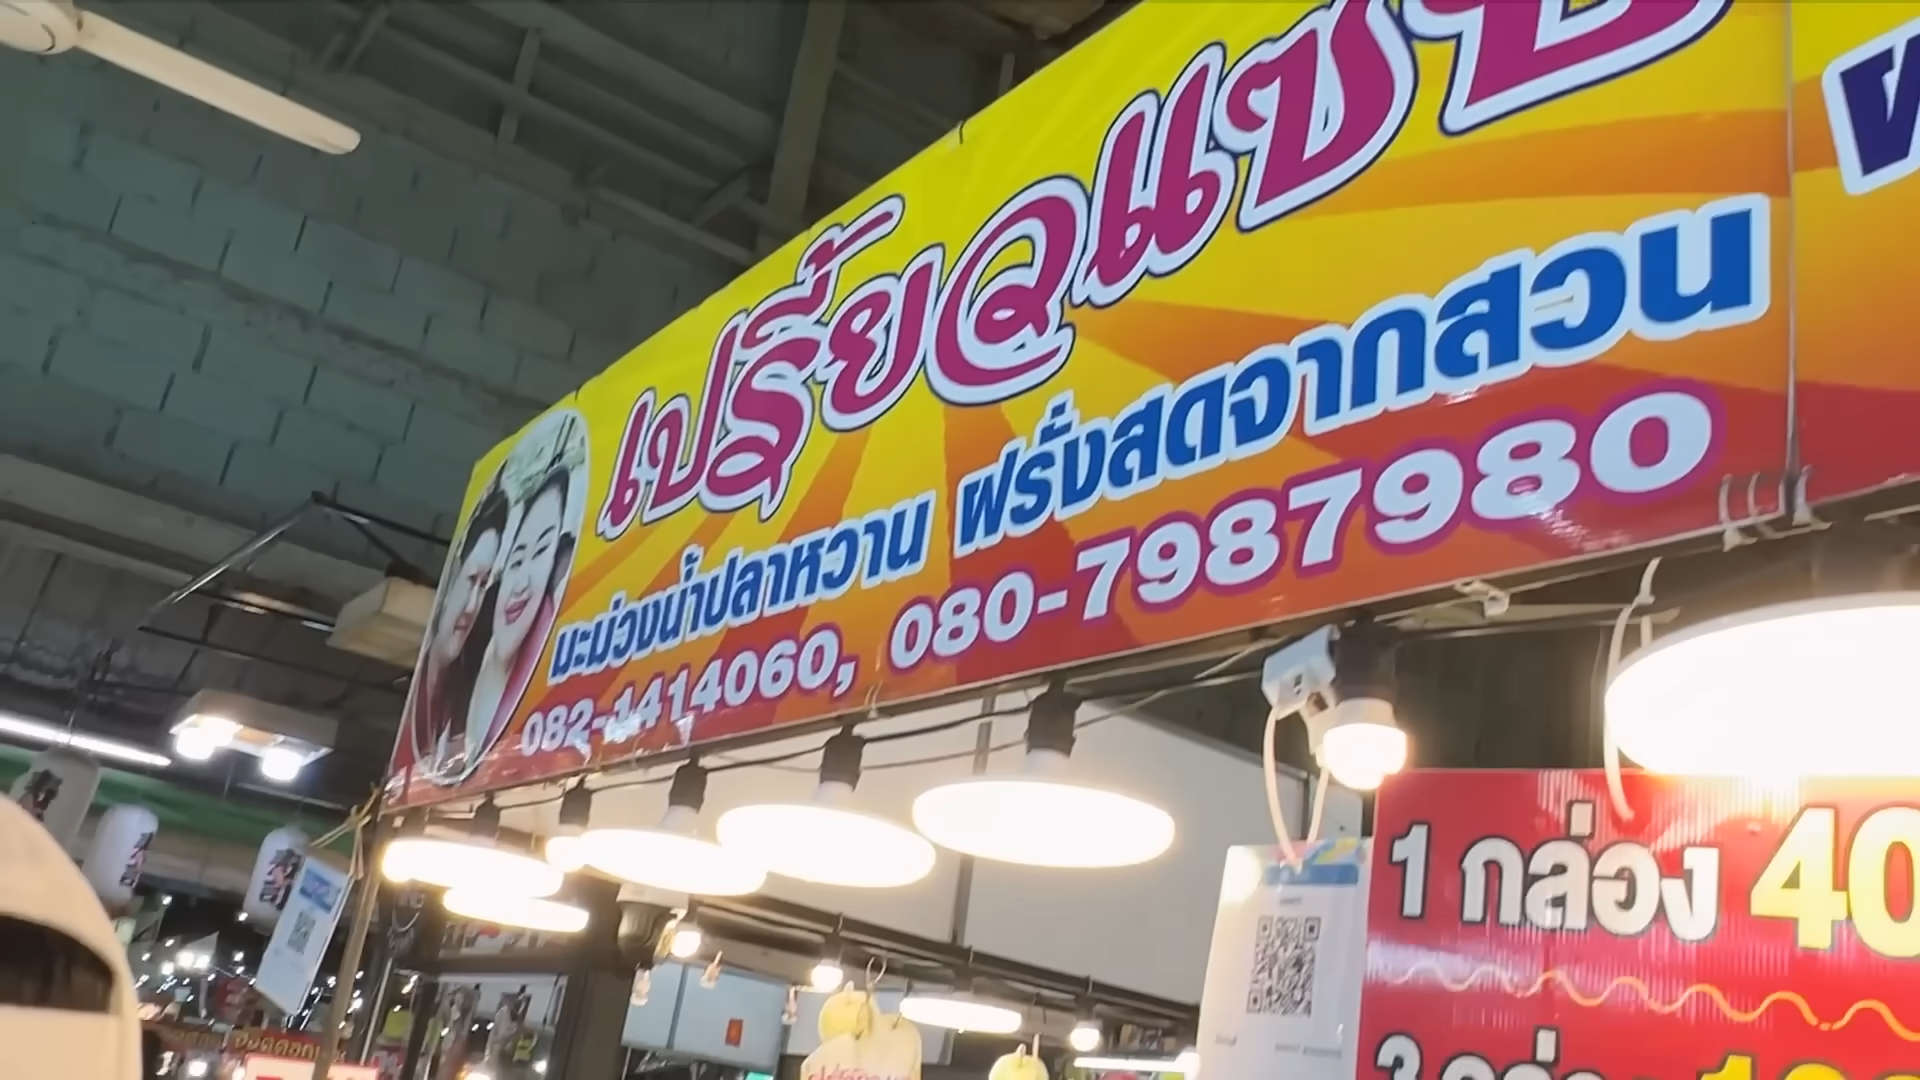 เปรี้ยวแซ่บ
มะม่วงน้ำปลาหวาน ฝรั่งสดจากสวน
082-1414060, 080-7987980
1 กล่อง 40